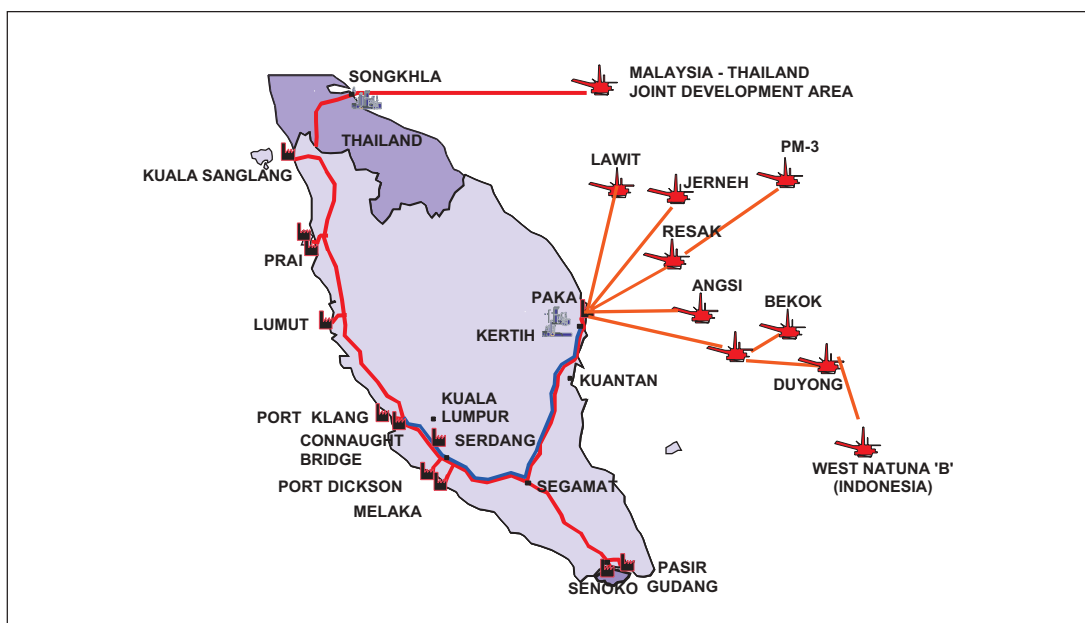 SONGKHLA
MALAYSIA - THAILAND
JOINT DEVELOPMENT AREA
THAILAND
PM-3
LAWIT
JERNEH
KUALA SANGLANG
RESAK
PRAI
ANGSI
PAKA
BEKOK
LUMUT
KERTIH
DUYONG
KUANTAN
KUALA
LUMPUR
PORT KLANG
CONNAUGHT
BRIDGE
SERDANG
WEST NATUNA 'B'
(INDONESIA)
PORT DICKSON
SEGAMAT
MELAKA
PASIR
GUDANG
SENOKO